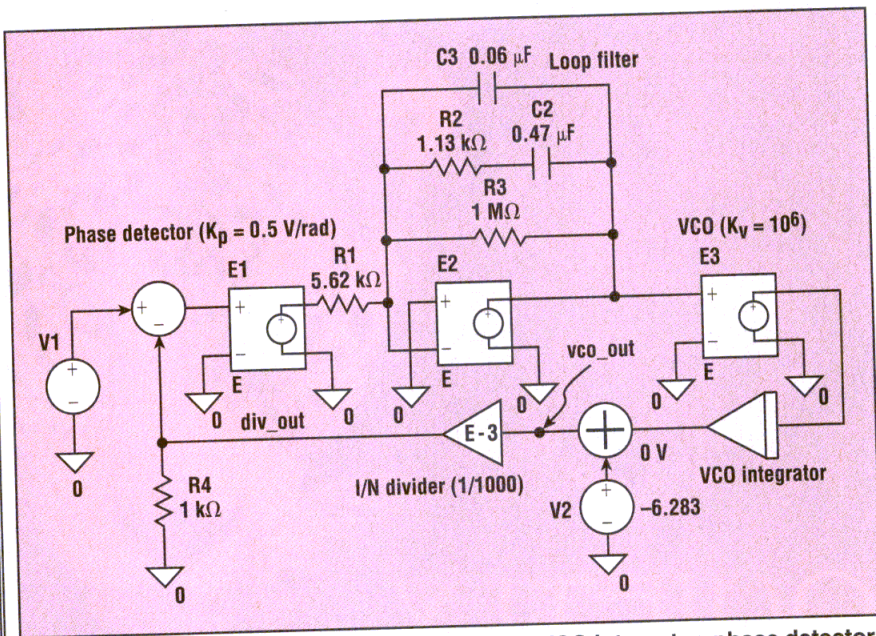 C3 0.06 µF
Loop filter
R2
1.13 kΩ
C2
0.47 µF
R3
1 MΩ
Phase detector (Kp = 0.5 V/rad)
VCO (Kv = 10⁶)
E1
R1
5.62 kΩ
E2
E3
V1
+
−
+
−
+
−
+
−
+
−
E
E
E
0
0
0
0
0
0
0
vco_out
div_out
E-3
+
0 V
VCO integrator
I/N divider (1/1000)
R4
1 kΩ
V2
+
−
−6.283
0
0